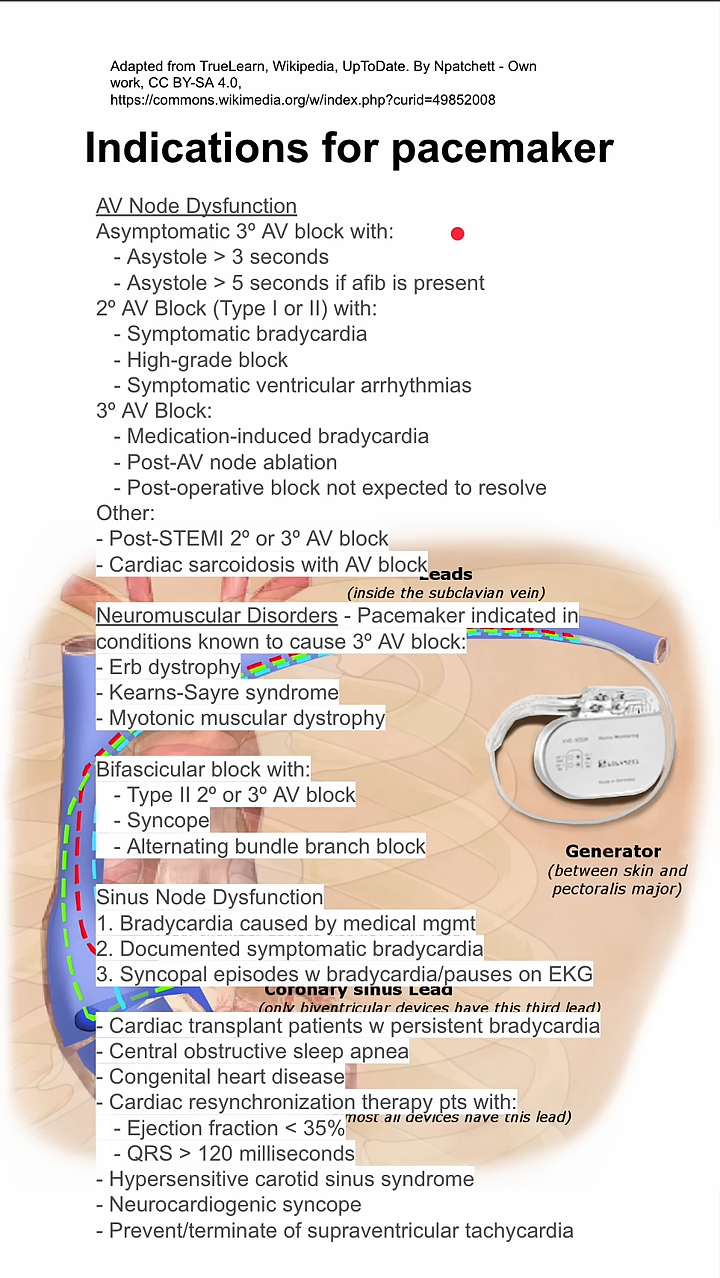 Adapted from TrueLearn, Wikipedia, UpToDate. By Npatchett - Own
work, CC BY-SA 4.0,
https://commons.wikimedia.org/w/index.php?curid=49852008
Indications for pacemaker
AV Node Dysfunction
Asymptomatic 3º AV block with:
- Asystole > 3 seconds
- Asystole > 5 seconds if afib is present
2º AV Block (Type I or II) with:
- Symptomatic bradycardia
- High-grade block
- Symptomatic ventricular arrhythmias
3º AV Block:
- Medication-induced bradycardia
- Post-AV node ablation
- Post-operative block not expected to resolve
Other:
- Post-STEMI 2º or 3º AV block
- Cardiac sarcoidosis with AV block
Leads
(inside the subclavian vein)
Neuromuscular Disorders - Pacemaker indicated in
conditions known to cause 3º AV block:
- Erb dystrophy
- Kearns-Sayre syndrome
- Myotonic muscular dystrophy
Bifascicular block with:
- Type II 2º or 3º AV block
- Syncope
- Alternating bundle branch block
Generator
(between skin and
pectoralis major)
Sinus Node Dysfunction
1. Bradycardia caused by medical mgmt
2. Documented symptomatic bradycardia
3. Syncopal episodes w bradycardia/pauses on EKG
Coronary sinus Lead
(only biventricular devices have this third lead)
- Cardiac transplant patients w persistent bradycardia
- Central obstructive sleep apnea
- Congenital heart disease
- Cardiac resynchronization therapy pts with:
most all devices have this lead)
- Ejection fraction < 35%
- QRS > 120 milliseconds
- Hypersensitive carotid sinus syndrome
- Neurocardiogenic syncope
- Prevent/terminate of supraventricular tachycardia